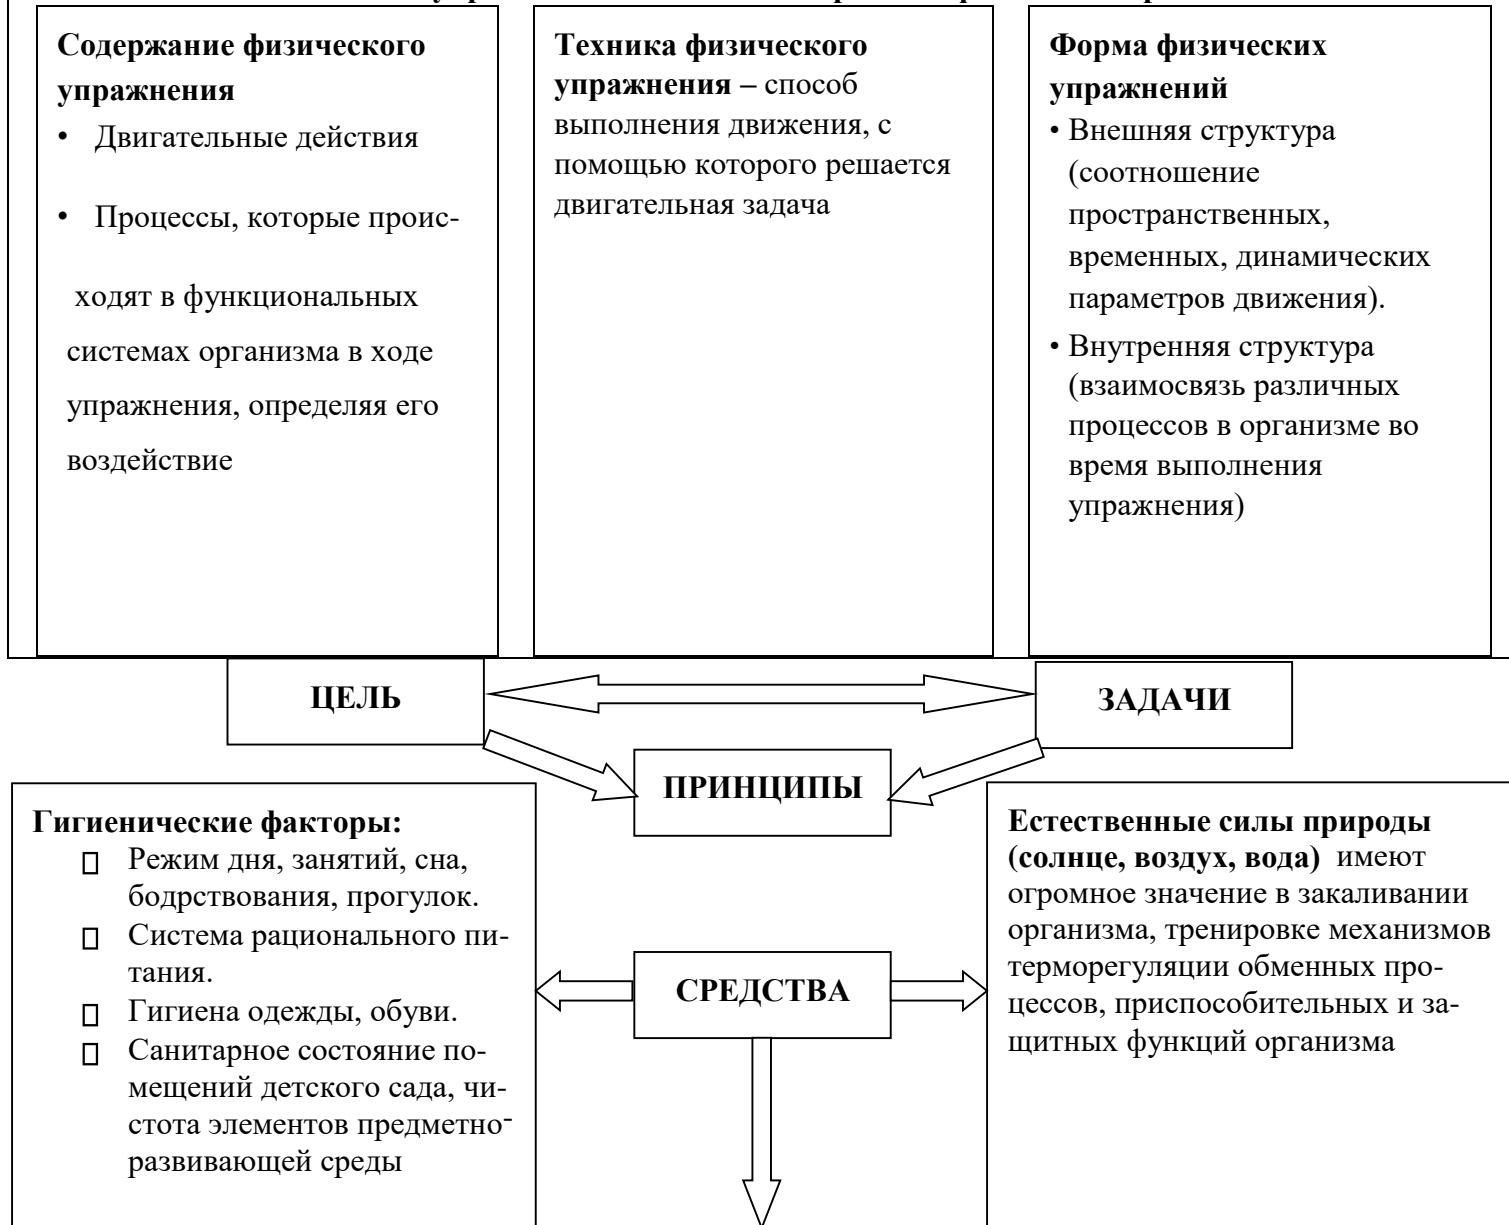 Содержание физического
упражнения
• Двигательные действия
• Процессы, которые проис-
ходят в функциональных
системах организма в ходе
упражнения, определяя его
воздействие
Техника физического
упражнения – способ
выполнения движения, с
помощью которого решается
двигательная задача
Форма физических
упражнений
• Внешняя структура
(соотношение
пространственных,
временных, динамических
параметров движения).
• Внутренняя структура
(взаимосвязь различных
процессов в организме во
время выполнения
упражнения)
ЦЕЛЬ
ЗАДАЧИ
ПРИНЦИПЫ
Гигиенические факторы:
Режим дня, занятий, сна,
бодрствования, прогулок.
Система рационального пи-
тания.
Гигиена одежды, обуви.
Санитарное состояние по-
мещений детского сада, чи-
стота элементов предметно-
развивающей среды
СРЕДСТВА
Естественные силы природы
(солнце, воздух, вода) имеют
огромное значение в закаливании
организма, тренировке механизмов
терморегуляции обменных про-
цессов, приспособительных и за-
щитных функций организма